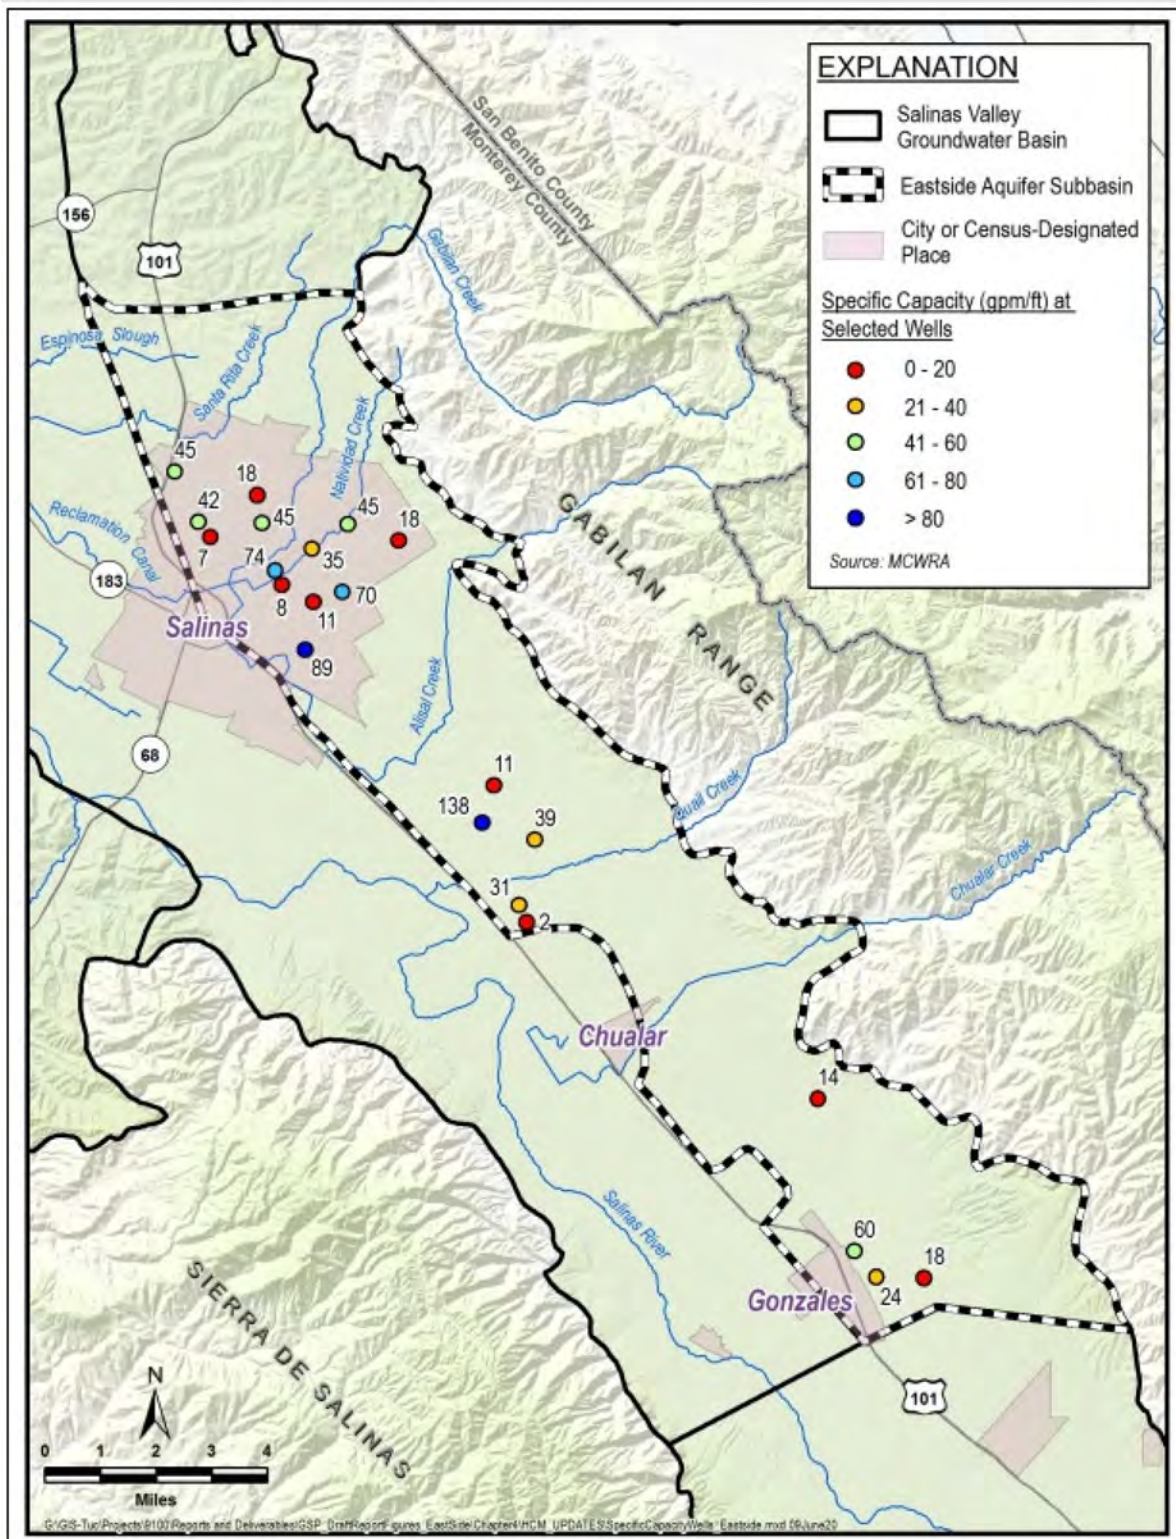 EXPLANATION
Salinas Valley
Groundwater Basin
Eastside Aquifer Subbasin
City or Census-Designated
Place
Specific Capacity (gpm/ft) at
Selected Wells
0 - 20
21 - 40
41 - 60
61 - 80
> 80
Source: MCWRA
San Benito County
Monterey County
156
101
Gabilan Creek
Espinosa Slough
Santa Rita Creek
Natividad Creek
45
18
42
45
45
18
7
35
Reclamation Canal
74
183
8
11
70
Salinas
89
GABILAN
RANGE
Alisal Creek
68
11
138
39
Quail Creek
Chualar Creek
31
2
Chualar
14
Salinas River
60
18
24
Gonzales
SIERRA DE SALINAS
101
N
0 1 2 3 4
Miles